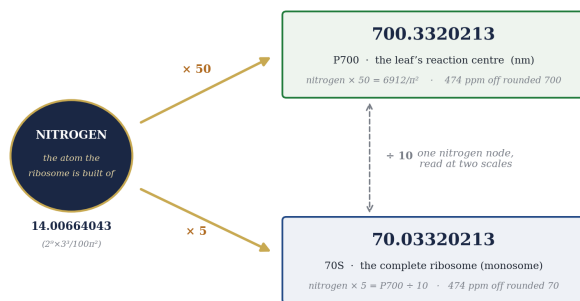 700.3320213
P700 · the leaf's reaction centre (nm)
nitrogen × 50 = 6912/π² · 474 ppm off rounded 700
× 50
NITROGEN
the atom the
ribosome is built of
14.00664043
(2⁹×3³/100π²)
÷ 10 one nitrogen node,
read at two scales
× 5
70.03320213
70S · the complete ribosome (monosome)
nitrogen × 5 = P700 ÷ 10 · 474 ppm off rounded 70